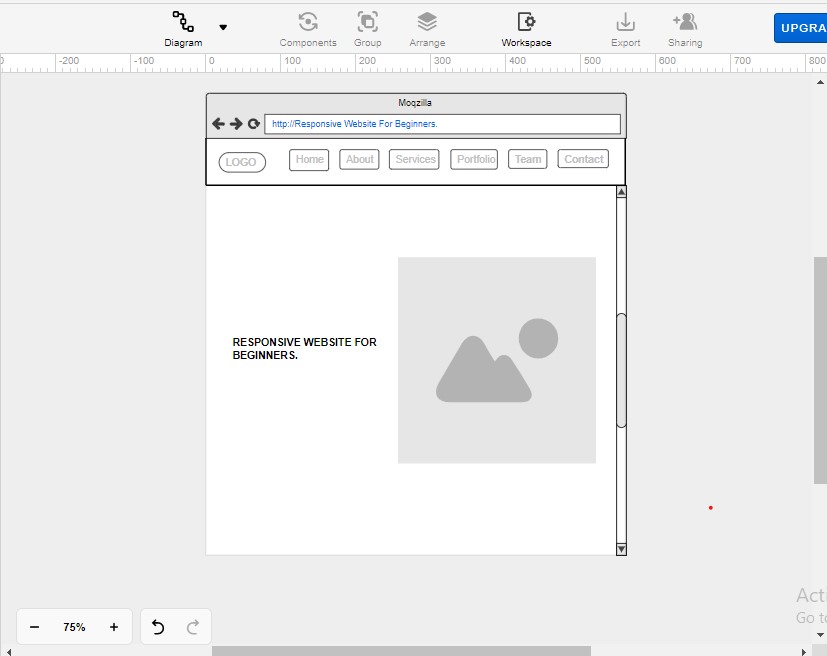 Diagram
Components
Group
Arrange
Workspace
Export
Sharing
UPGRA
-200 -100 0 100 200 300 400 500 600 700 800
Moqzilla
http://Responsive Website For Beginners.
LOGO
Home
About
Services
Portfolio
Team
Contact
RESPONSIVE WEBSITE FOR
BEGINNERS.
75%
Acti
Go to